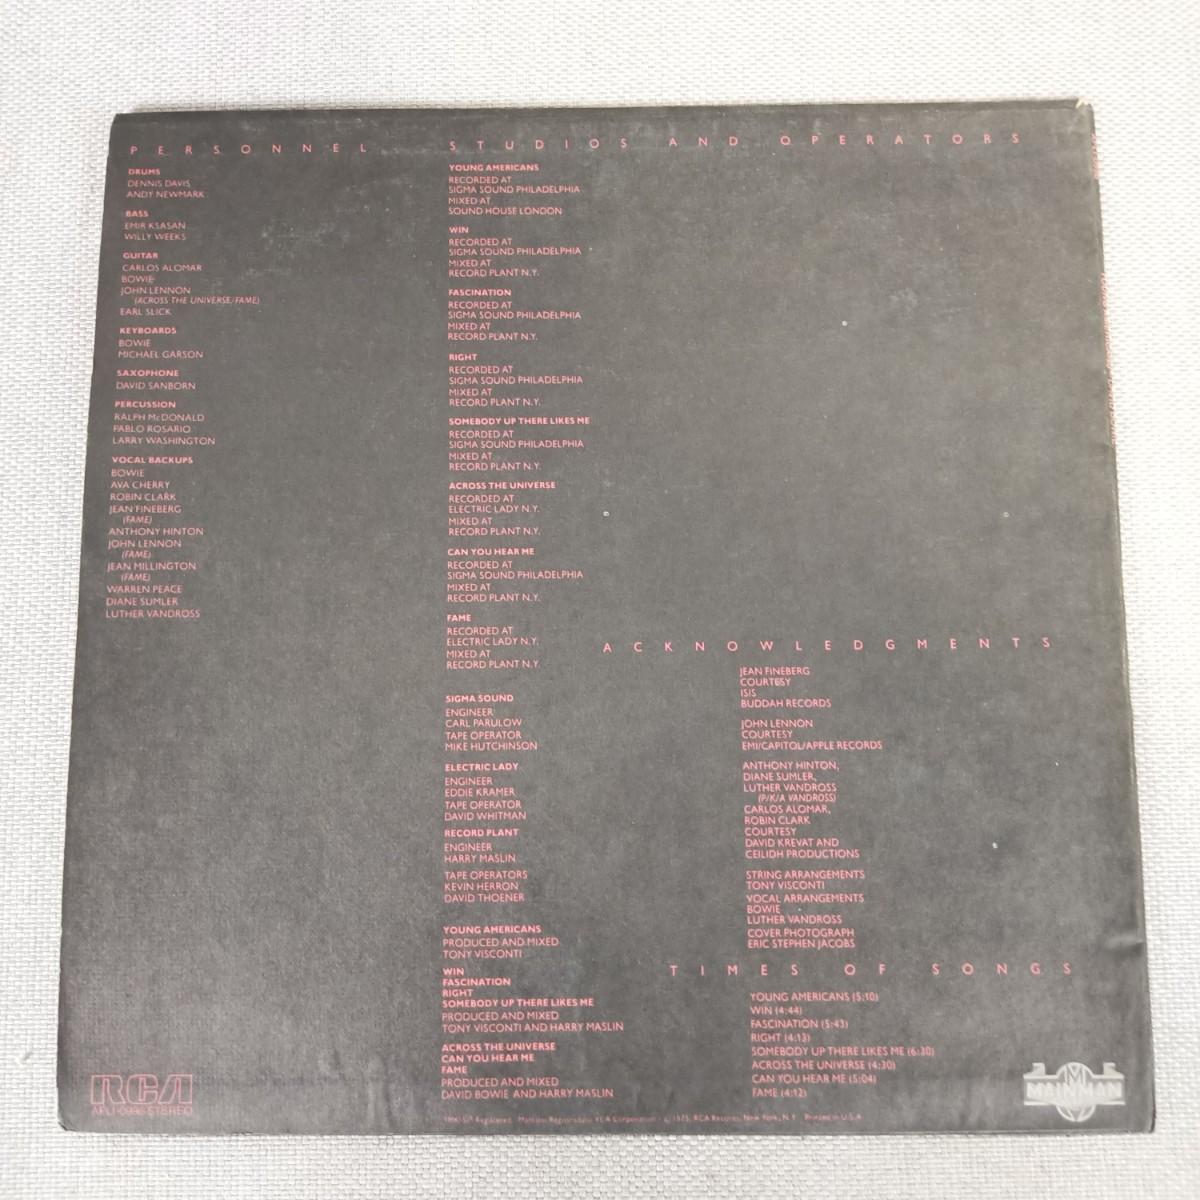 PERSONNEL
DRUMS
DENNIS DAVIS
ANDY NEWMARK
BASS
EMIR KSASAN
WILLY WEEKS
GUITAR
CARLOS ALOMAR
BOWIE
JOHN LENNON
(ACROSS THE UNIVERSE/FAME)
EARL SLICK
KEYBOARDS
BOWIE
MICHAEL GARSON
SAXOPHONE
DAVID SANBORN
PERCUSSION
RALPH McDONALD
PABLO ROSARIO
LARRY WASHINGTON
VOCAL BACKUPS
BOWIE
AVA CHERRY
ROBIN CLARK
JEAN FINEBERG
(FAME)
ANTHONY HINTON
JOHN LENNON
(FAME)
JEAN MILLINGTON
(FAME)
WARREN PEACE
DIANE SUMLER
LUTHER VANDROSS
STUDIOS AND OPERATORS
YOUNG AMERICANS
RECORDED AT
SIGMA SOUND PHILADELPHIA
MIXED AT
SOUND HOUSE LONDON
WIN
RECORDED AT
SIGMA SOUND PHILADELPHIA
MIXED AT
RECORD PLANT N.Y.
FASCINATION
RECORDED AT
SIGMA SOUND PHILADELPHIA
MIXED AT
RECORD PLANT N.Y.
RIGHT
RECORDED AT
SIGMA SOUND PHILADELPHIA
MIXED AT
RECORD PLANT N.Y.
SOMEBODY UP THERE LIKES ME
RECORDED AT
SIGMA SOUND PHILADELPHIA
MIXED AT
RECORD PLANT N.Y.
ACROSS THE UNIVERSE
RECORDED AT
ELECTRIC LADY N.Y.
MIXED AT
RECORD PLANT N.Y.
CAN YOU HEAR ME
RECORDED AT
SIGMA SOUND PHILADELPHIA
MIXED AT
RECORD PLANT N.Y.
FAME
RECORDED AT
ELECTRIC LADY N.Y.
MIXED AT
RECORD PLANT N.Y.
SIGMA SOUND
ENGINEER
CARL PARULOW
TAPE OPERATOR
MIKE HUTCHINSON
ELECTRIC LADY
ENGINEER
EDDIE KRAMER
TAPE OPERATOR
DAVID WHITMAN
RECORD PLANT
ENGINEER
HARRY MASLIN
TAPE OPERATORS
KEVIN HERRON
DAVID THOENER
YOUNG AMERICANS
PRODUCED AND MIXED
TONY VISCONTI
WIN
FASCINATION
RIGHT
SOMEBODY UP THERE LIKES ME
PRODUCED AND MIXED
TONY VISCONTI AND HARRY MASLIN
ACROSS THE UNIVERSE
CAN YOU HEAR ME
FAME
PRODUCED AND MIXED
DAVID BOWIE AND HARRY MASLIN
ACKNOWLEDGMENTS
JEAN FINEBERG
COURTESY
ISIS
BUDDAH RECORDS
JOHN LENNON
COURTESY
EMI/CAPITOL/APPLE RECORDS
ANTHONY HINTON,
DIANE SUMLER,
LUTHER VANDROSS
(P/K/A VANDROSS)
CARLOS ALOMAR,
ROBIN CLARK
COURTESY
DAVID KREVAT AND
CEILIDH PRODUCTIONS
STRING ARRANGEMENTS
TONY VISCONTI
VOCAL ARRANGEMENTS
BOWIE
LUTHER VANDROSS
COVER PHOTOGRAPH
ERIC STEPHEN JACOBS
TIMES OF SONGS
YOUNG AMERICANS (5:10)
WIN (4:44)
FASCINATION (5:43)
RIGHT (4:13)
SOMEBODY UP THERE LIKES ME (6:30)
ACROSS THE UNIVERSE (4:30)
CAN YOU HEAR ME (5:04)
FAME (4:12)
RCA
APL1-0998 STEREO
MAINMAN
Registered RCA Corporation © 1975, RCA Records, New York, N.Y. Printed in U.S.A.